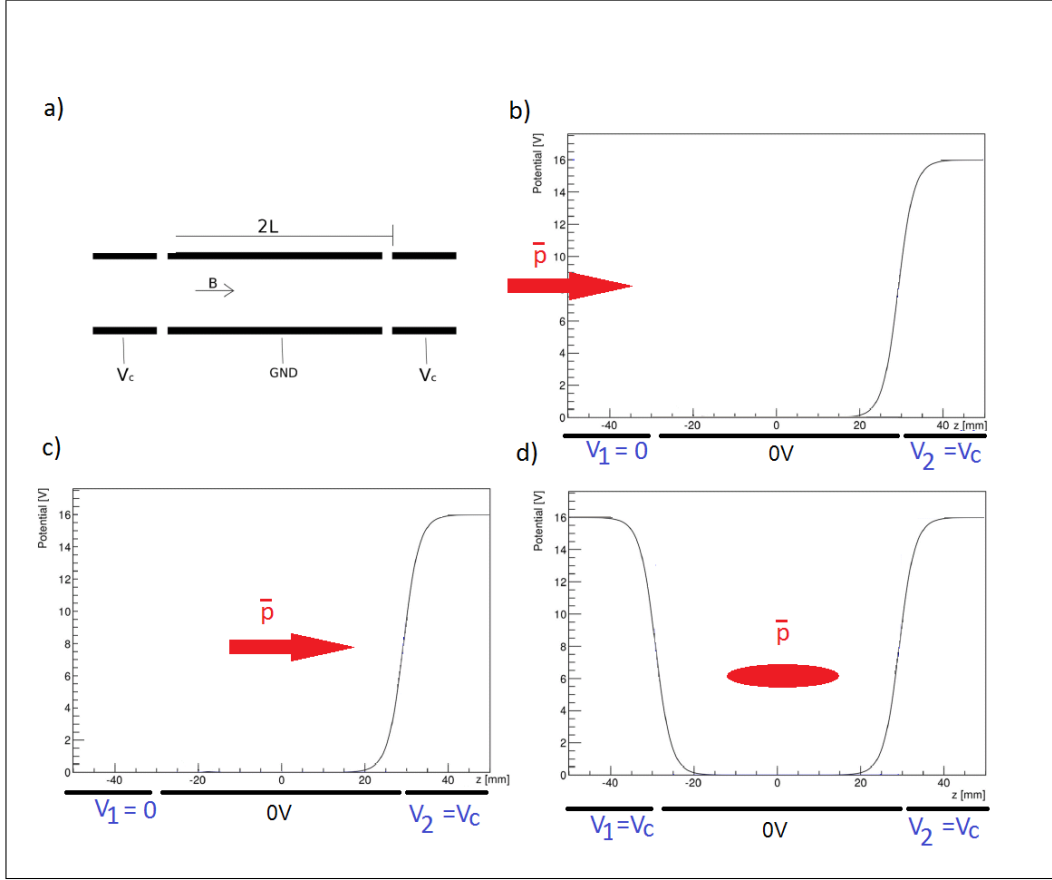 a)
2L
B
Vc
GND
Vc
b)
Potential [V]
16
14
12
10
8
6
4
2
0
p̅
-40
-20
0
20
40
z [mm]
V1 = 0
0V
V2 = Vc
c)
Potential [V]
16
14
12
10
8
6
4
2
0
p̅
-40
-20
0
20
40
z [mm]
V1 = 0
0V
V2 = Vc
d)
Potential [V]
16
14
12
10
8
6
4
2
0
p̅
-40
-20
0
20
40
z [mm]
V1 = Vc
0V
V2 = Vc